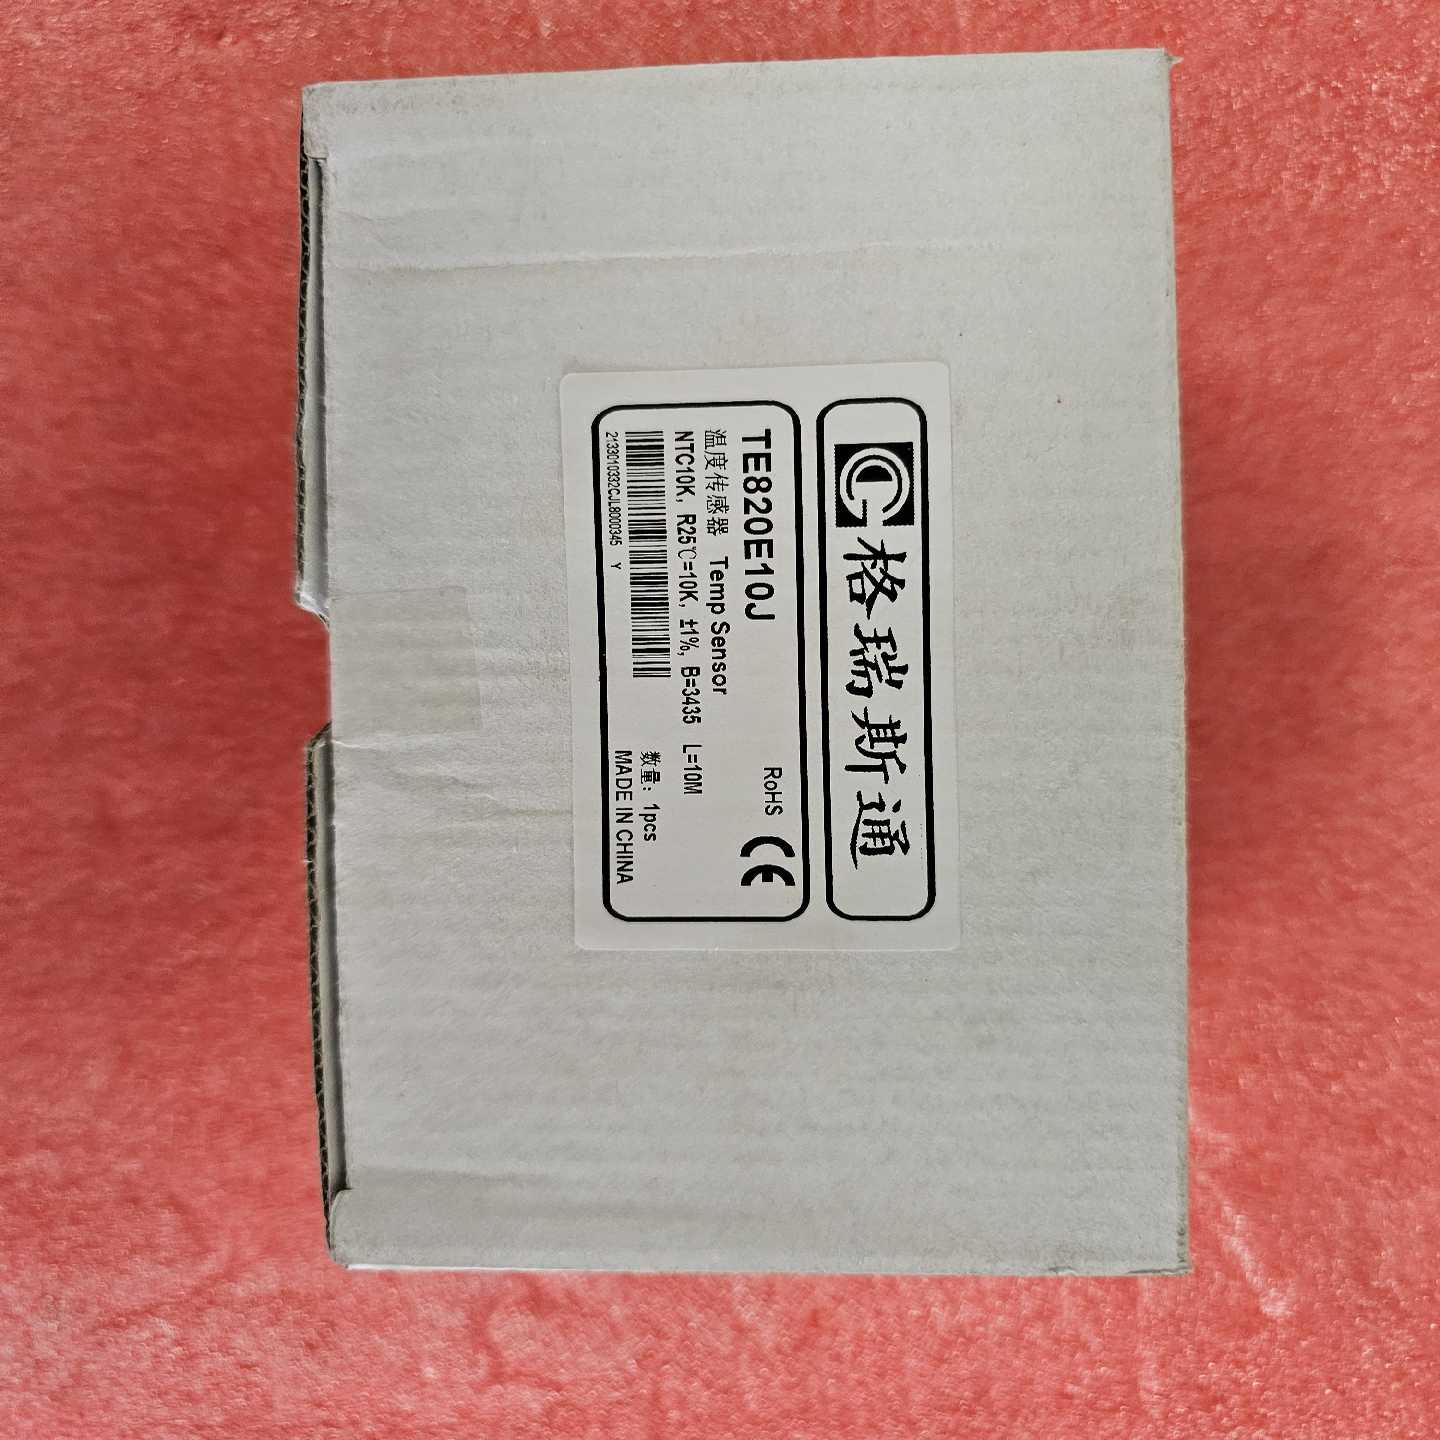 格瑞斯通
TE820E10J
RoHS CE
温度传感器 Temp Sensor
NTC10K, R25℃=10K, ±1%, B=3435 L=10M
数量: 1pcs
2133010332CJL8000345 Y
MADE IN CHINA